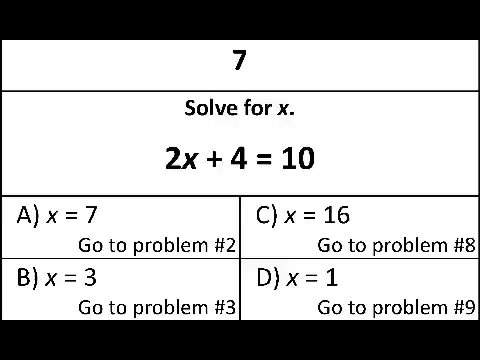 7
Solve for x.
2x + 4 = 10
A) x = 7
Go to problem #2
C) x = 16
Go to problem #8
B) x = 3
Go to problem #3
D) x = 1
Go to problem #9